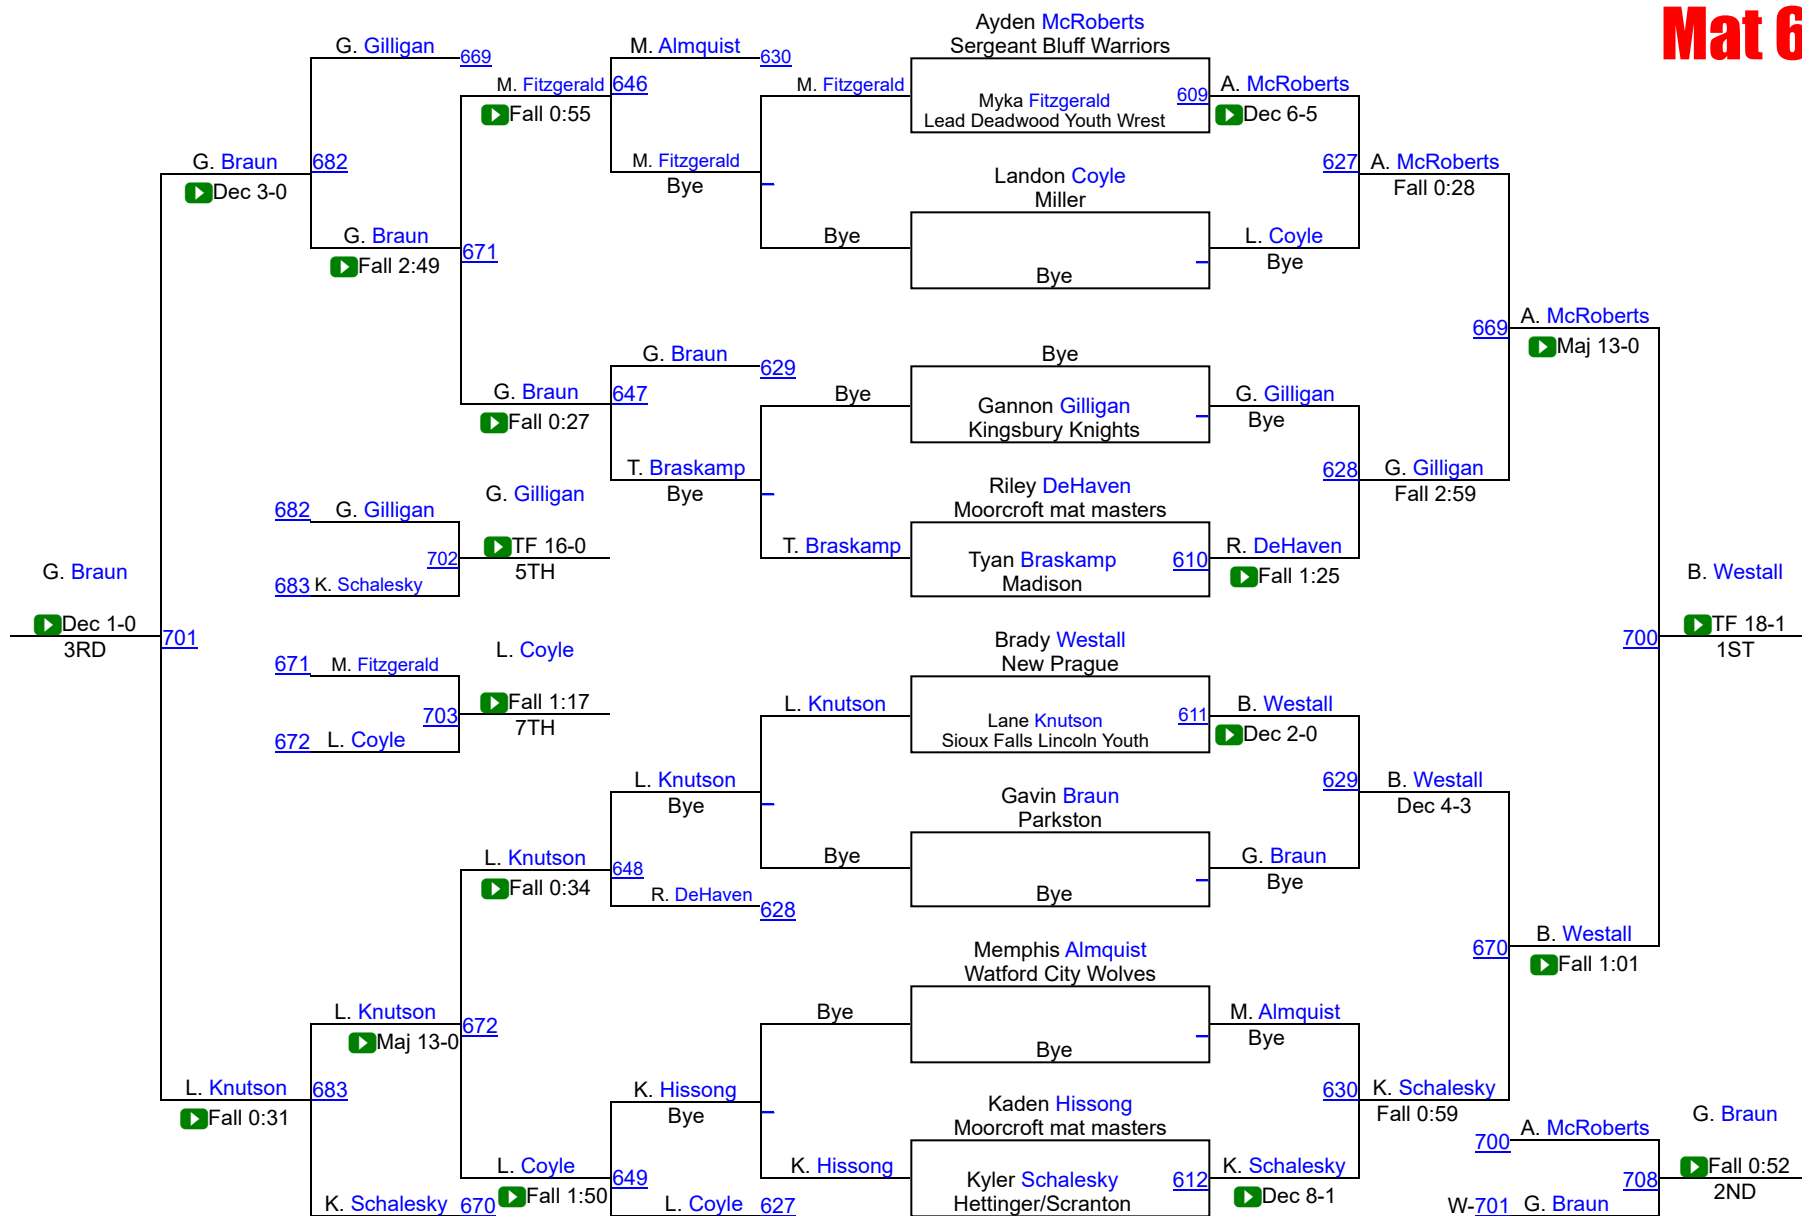 Mat 6
Ayden McRoberts
Sergeant Bluff Warriors
G. Gilligan
669
M. Almquist
630
M. Fitzgerald
Fall 0:55
646
M. Fitzgerald
Myka Fitzgerald
Lead Deadwood Youth Wrest
609
A. McRoberts
Dec 6-5
G. Braun
Dec 3-0
682
M. Fitzgerald
Bye
Landon Coyle
Miller
627
A. McRoberts
Fall 0:28
G. Braun
Fall 2:49
671
Bye
Bye
L. Coyle
Bye
669
A. McRoberts
Maj 13-0
G. Braun
629
Bye
G. Braun
Fall 0:27
647
Bye
Gannon Gilligan
Kingsbury Knights
G. Gilligan
Bye
T. Braskamp
Bye
Riley DeHaven
Moorcroft mat masters
628
G. Gilligan
Fall 2:59
682
G. Gilligan
G. Gilligan
TF 16-0
5TH
702
683
K. Schalesky
T. Braskamp
Tyan Braskamp
Madison
610
R. DeHaven
Fall 1:25
G. Braun
Dec 1-0
3RD
701
B. Westall
TF 18-1
1ST
700
671
M. Fitzgerald
L. Coyle
Fall 1:17
7TH
703
672
L. Coyle
Brady Westall
New Prague
L. Knutson
Lane Knutson
Sioux Falls Lincoln Youth
611
B. Westall
Dec 2-0
L. Knutson
Bye
Gavin Braun
Parkston
629
B. Westall
Dec 4-3
L. Knutson
Fall 0:34
648
Bye
Bye
G. Braun
Bye
R. DeHaven
628
Memphis Almquist
Watford City Wolves
670
B. Westall
Fall 1:01
L. Knutson
Maj 13-0
672
Bye
Bye
M. Almquist
Bye
L. Knutson
Fall 0:31
683
K. Hissong
Bye
Kaden Hissong
Moorcroft mat masters
630
K. Schalesky
Fall 0:59
L. Coyle
Fall 1:50
649
K. Hissong
Kyler Schalesky
Hettinger/Scranton
612
K. Schalesky
Dec 8-1
700
A. McRoberts
G. Braun
Fall 0:52
2ND
708
K. Schalesky
670
L. Coyle
627
W-701
G. Braun